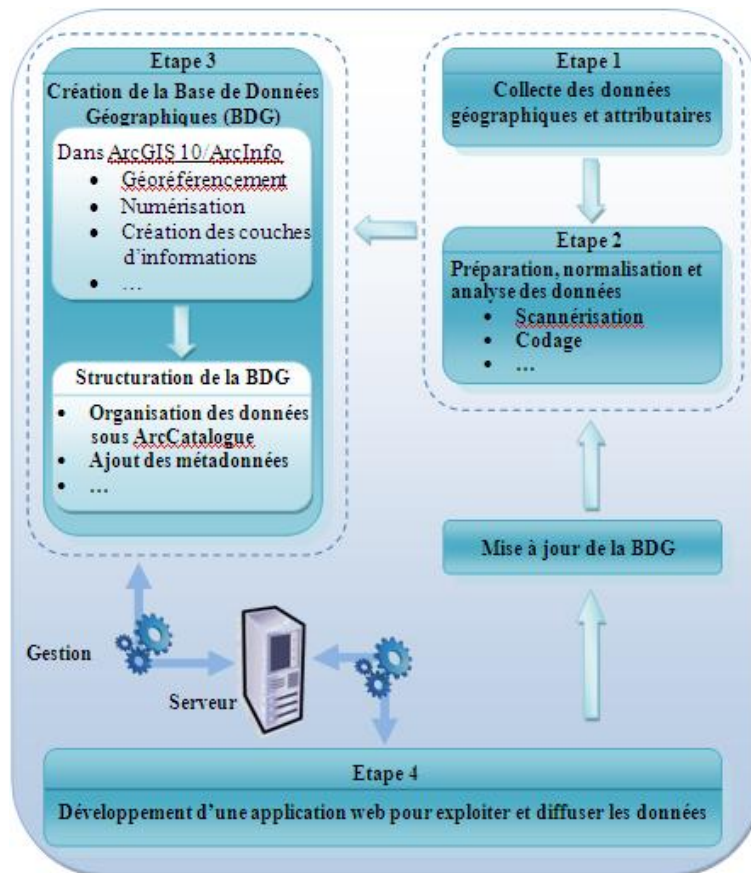 Etape 3
Création de la Base de Données
Géographiques (BDG)
Dans ArcGIS 10/ArcInfo
• Géoréférencement
• Numérisation
• Création des couches
d'informations
• ...
Structuration de la BDG
• Organisation des données
sous ArcCatalogue
• Ajout des métadonnées
• ...
Etape 1
Collecte des données
géographiques et attributaires
Etape 2
Préparation, normalisation et
analyse des données
• Scannérisation
• Codage
• ...
Mise à jour de la BDG
Gestion
Serveur
Etape 4
Développement d'une application web pour exploiter et diffuser les données